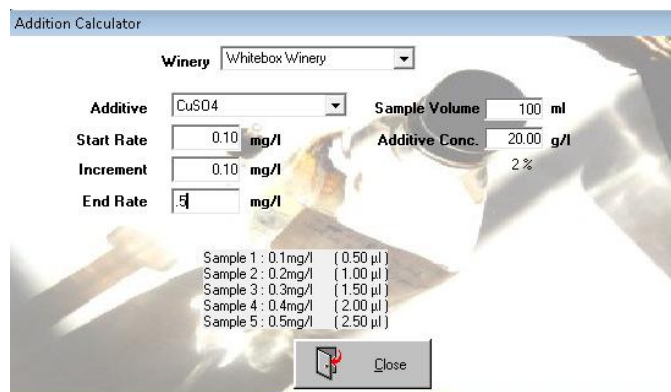 Addition Calculator
Winery Whitebox Winery
Additive CuSO4 Sample Volume 100 ml
Start Rate 0.10 mg/l Additive Conc. 20.00 g/l
Increment 0.10 mg/l 2 %
End Rate .5 mg/l
Sample 1 : 0.1mg/l ( 0.50 µl )
Sample 2 : 0.2mg/l ( 1.00 µl )
Sample 3 : 0.3mg/l ( 1.50 µl )
Sample 4 : 0.4mg/l ( 2.00 µl )
Sample 5 : 0.5mg/l ( 2.50 µl )
Close